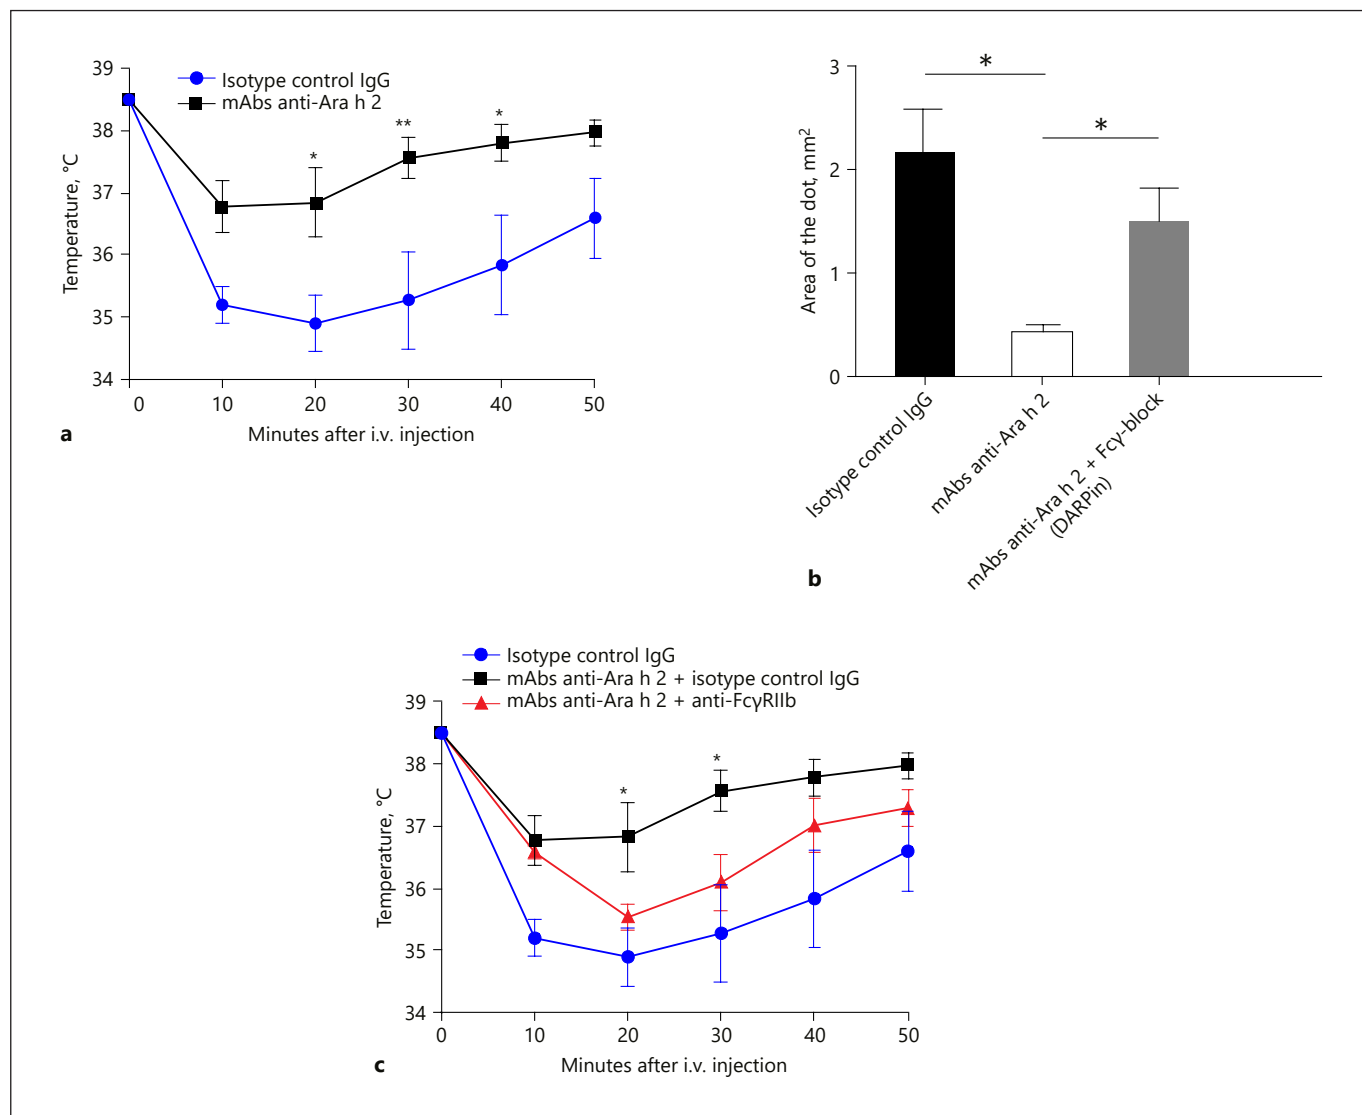 Isotype control IgG
mAbs anti-Ara h 2
39
38
37
36
35
34
Temperature, °C
*
**
*
0 10 20 30 40 50
Minutes after i.v. injection
a
3
2
1
0
Area of the dot, mm²
*
*
Isotype control IgG
mAbs anti-Ara h 2
mAbs anti-Ara h 2 + Fcγ-block
(DARPin)
b
Isotype control IgG
mAbs anti-Ara h 2 + isotype control IgG
mAbs anti-Ara h 2 + anti-FcγRIIb
39
38
37
36
35
34
Temperature, °C
*
*
0 10 20 30 40 50
Minutes after i.v. injection
c